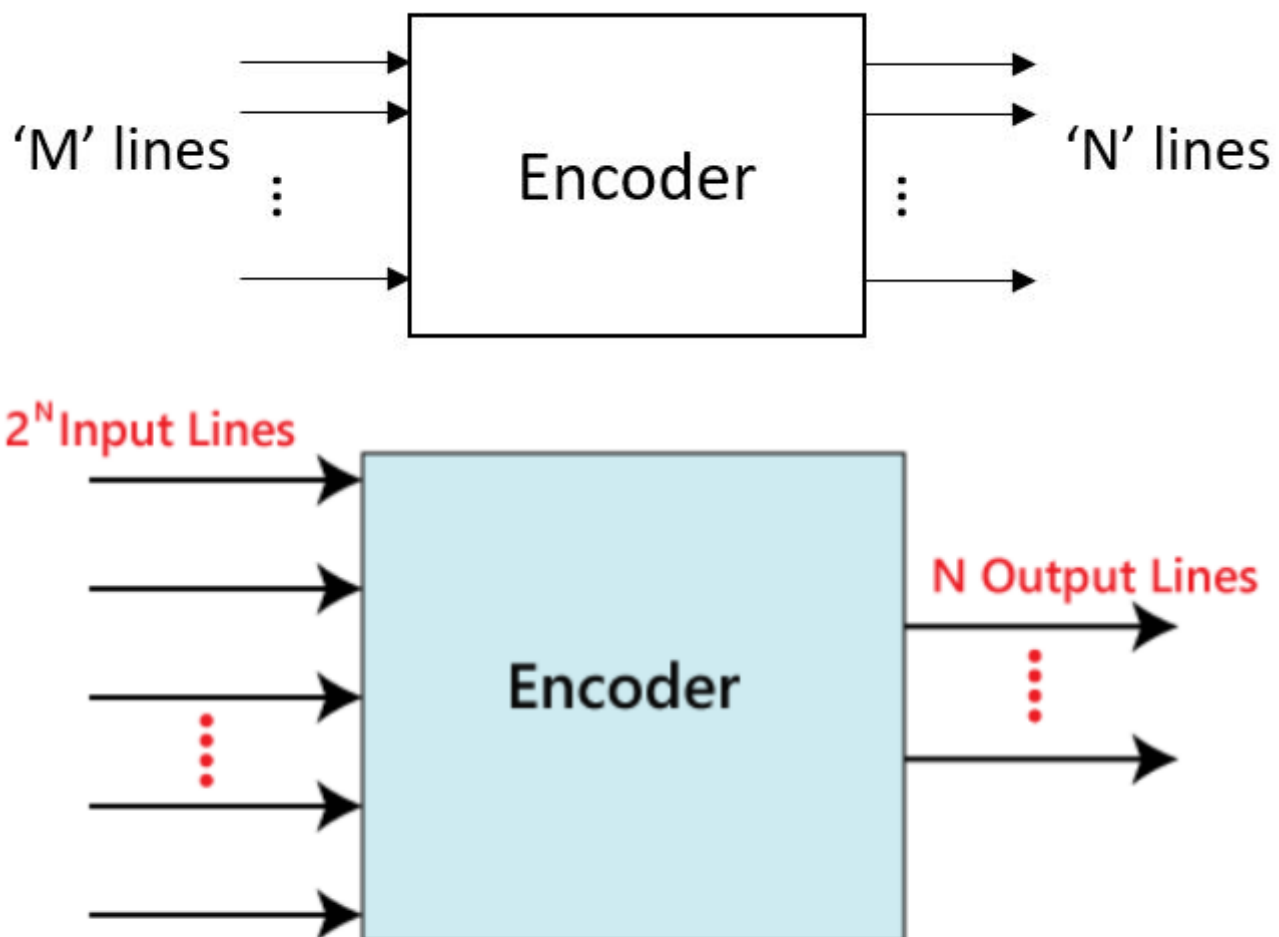 ‘M’ lines
Encoder
‘N’ lines
2^N Input Lines
N Output Lines
Encoder